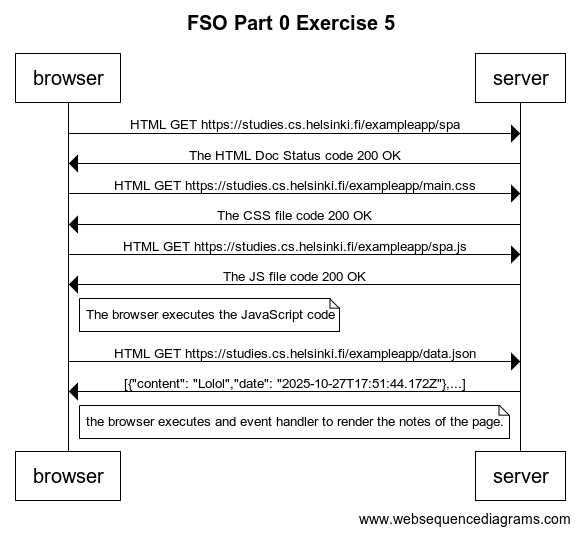 FSO Part 0 Exercise 5
browser server
HTML GET https://studies.cs.helsinki.fi/exampleapp/spa
The HTML Doc Status code 200 OK
HTML GET https://studies.cs.helsinki.fi/exampleapp/main.css
The CSS file code 200 OK
HTML GET https://studies.cs.helsinki.fi/exampleapp/spa.js
The JS file code 200 OK
The browser executes the JavaScript code
HTML GET https://studies.cs.helsinki.fi/exampleapp/data.json
[{"content": "Lolol","date": "2025-10-27T17:51:44.172Z"},...]
the browser executes and event handler to render the notes of the page.
browser server
www.websequencediagrams.com